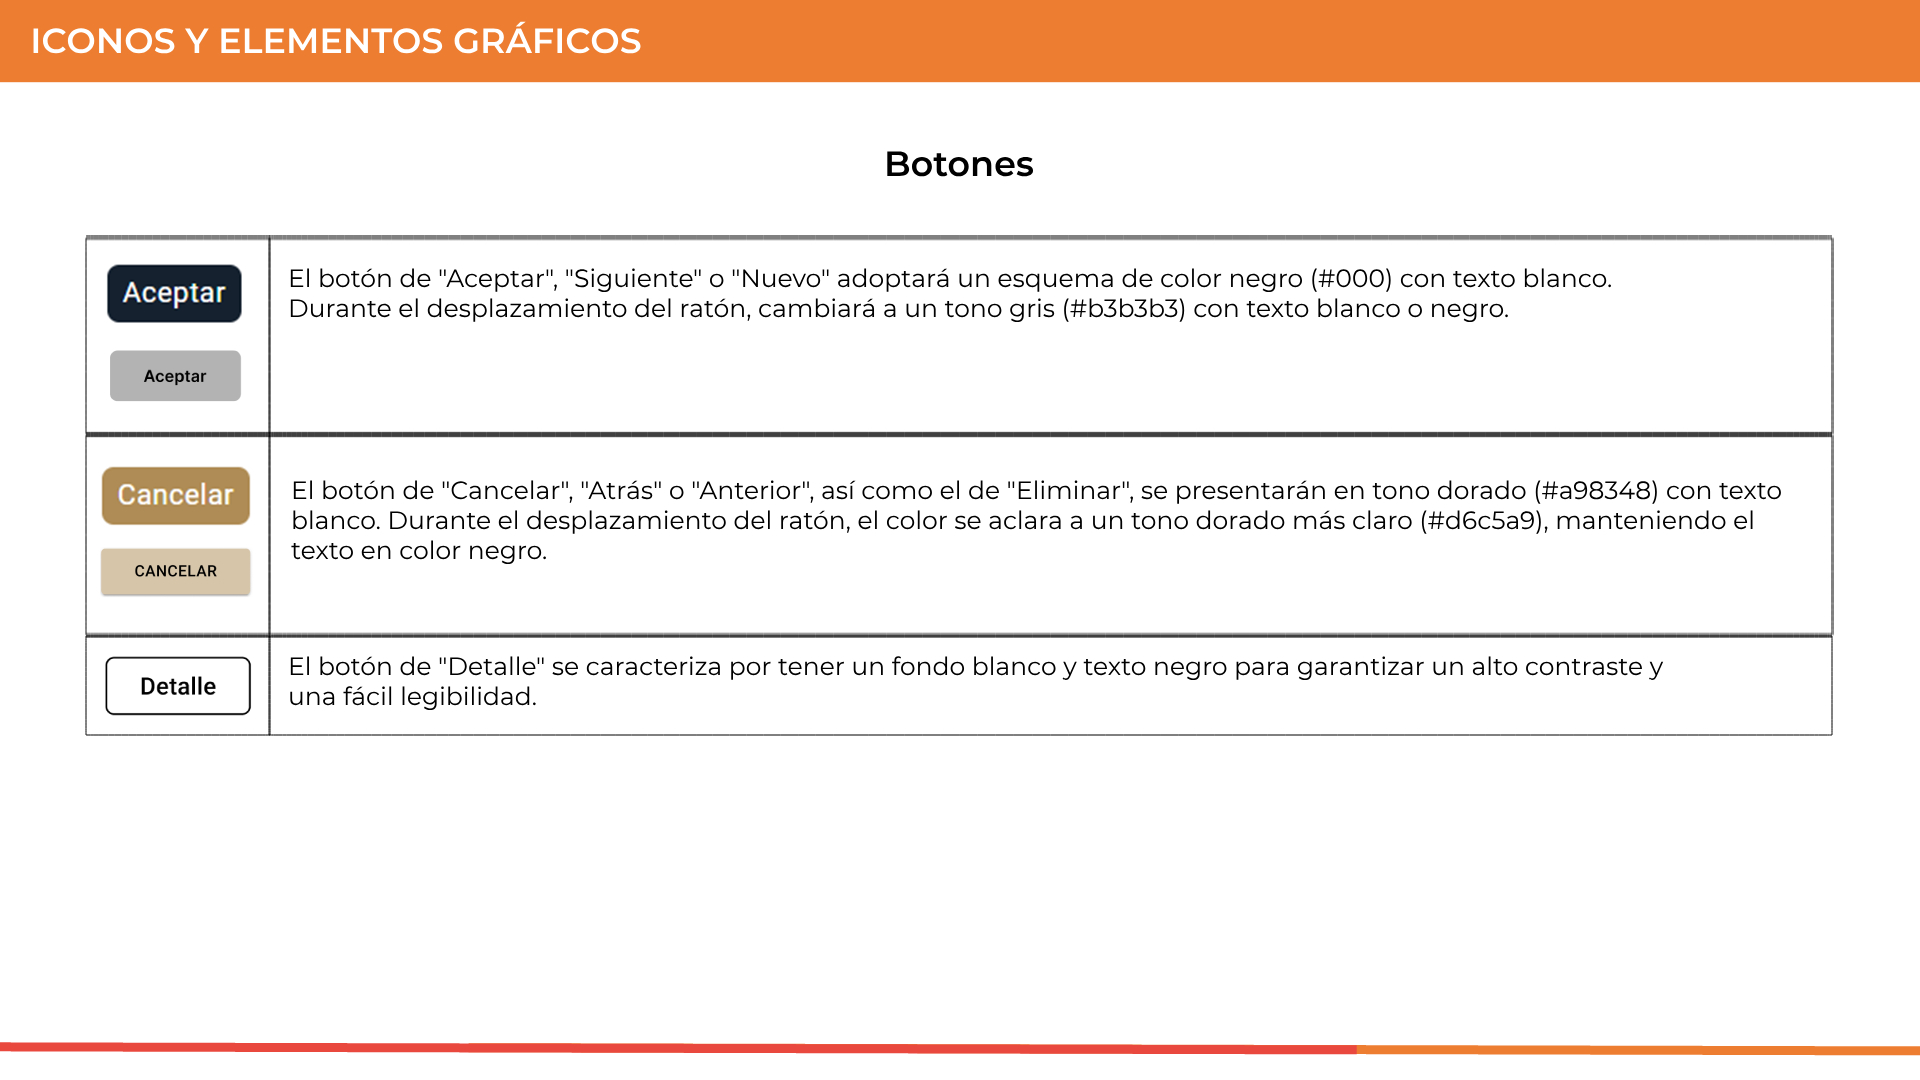 ICONOS Y ELEMENTOS GRÁFICOS
Botones
Aceptar
Aceptar
El botón de "Aceptar", "Siguiente" o "Nuevo" adoptará un esquema de color negro (#000) con texto blanco.
Durante el desplazamiento del ratón, cambiará a un tono gris (#b3b3b3) con texto blanco o negro.
Cancelar
CANCELAR
El botón de "Cancelar", "Atrás" o "Anterior", así como el de "Eliminar", se presentarán en tono dorado (#a98348) con texto
blanco. Durante el desplazamiento del ratón, el color se aclara a un tono dorado más claro (#d6c5a9), manteniendo el
texto en color negro.
Detalle
El botón de "Detalle" se caracteriza por tener un fondo blanco y texto negro para garantizar un alto contraste y
una fácil legibilidad.